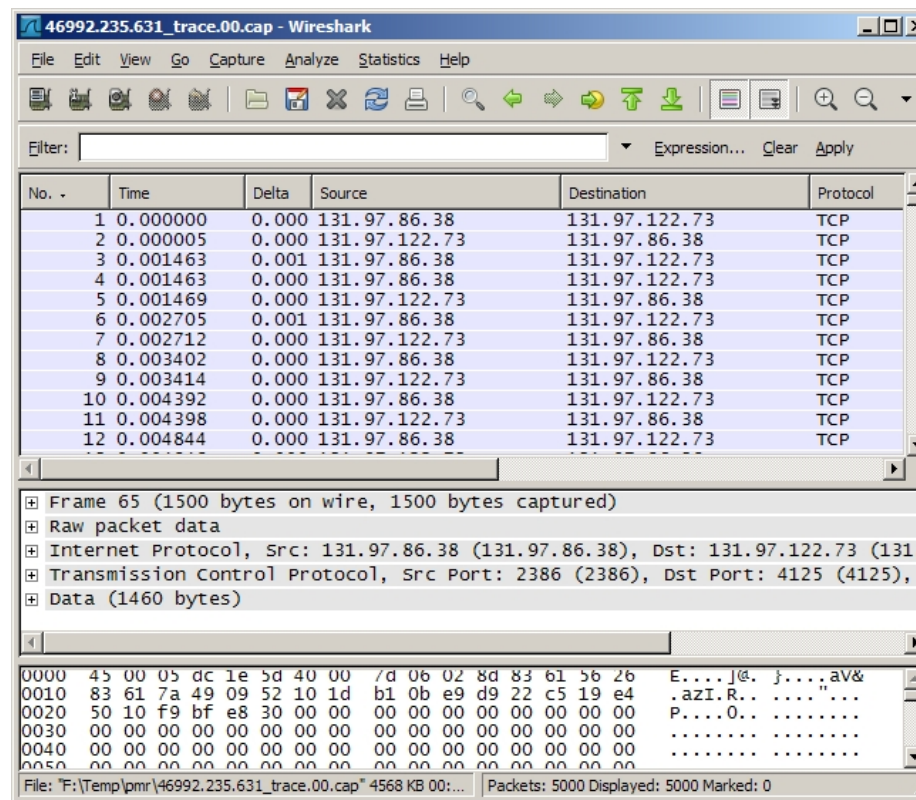 46992.235.631_trace.00.cap - Wireshark
File Edit View Go Capture Analyze Statistics Help
Filter: Expression... Clear Apply
No. Time Delta Source Destination Protocol
1 0.000000 0.000 131.97.86.38 131.97.122.73 TCP
2 0.000005 0.000 131.97.122.73 131.97.86.38 TCP
3 0.001463 0.001 131.97.86.38 131.97.122.73 TCP
4 0.001463 0.000 131.97.86.38 131.97.122.73 TCP
5 0.001469 0.000 131.97.122.73 131.97.86.38 TCP
6 0.002705 0.001 131.97.86.38 131.97.122.73 TCP
7 0.002712 0.000 131.97.122.73 131.97.86.38 TCP
8 0.003402 0.000 131.97.86.38 131.97.122.73 TCP
9 0.003414 0.000 131.97.122.73 131.97.86.38 TCP
10 0.004392 0.000 131.97.86.38 131.97.122.73 TCP
11 0.004398 0.000 131.97.122.73 131.97.86.38 TCP
12 0.004844 0.000 131.97.86.38 131.97.122.73 TCP
Frame 65 (1500 bytes on wire, 1500 bytes captured)
Raw packet data
Internet Protocol, Src: 131.97.86.38 (131.97.86.38), Dst: 131.97.122.73 (131
Transmission Control Protocol, Src Port: 2386 (2386), Dst Port: 4125 (4125),
Data (1460 bytes)
0000 45 00 05 dc 1e 5d 40 00 7d 06 02 8d 83 61 56 26 E....]@. }....aV&
0010 83 61 7a 49 09 52 10 1d b1 0b e9 d9 22 c5 19 e4 .azI.R.. ...."...
0020 50 10 f9 bf e8 30 00 00 00 00 00 00 00 00 00 00 P....0.. ........
0030 00 00 00 00 00 00 00 00 00 00 00 00 00 00 00 00 ........ ........
0040 00 00 00 00 00 00 00 00 00 00 00 00 00 00 00 00 ........ ........
0050 00 00 00 00 00 00 00 00 00 00 00 00 00 00 00 00
File: "F:\Temp\pmr\46992.235.631_trace.00.cap" 4568 KB 00:... Packets: 5000 Displayed: 5000 Marked: 0